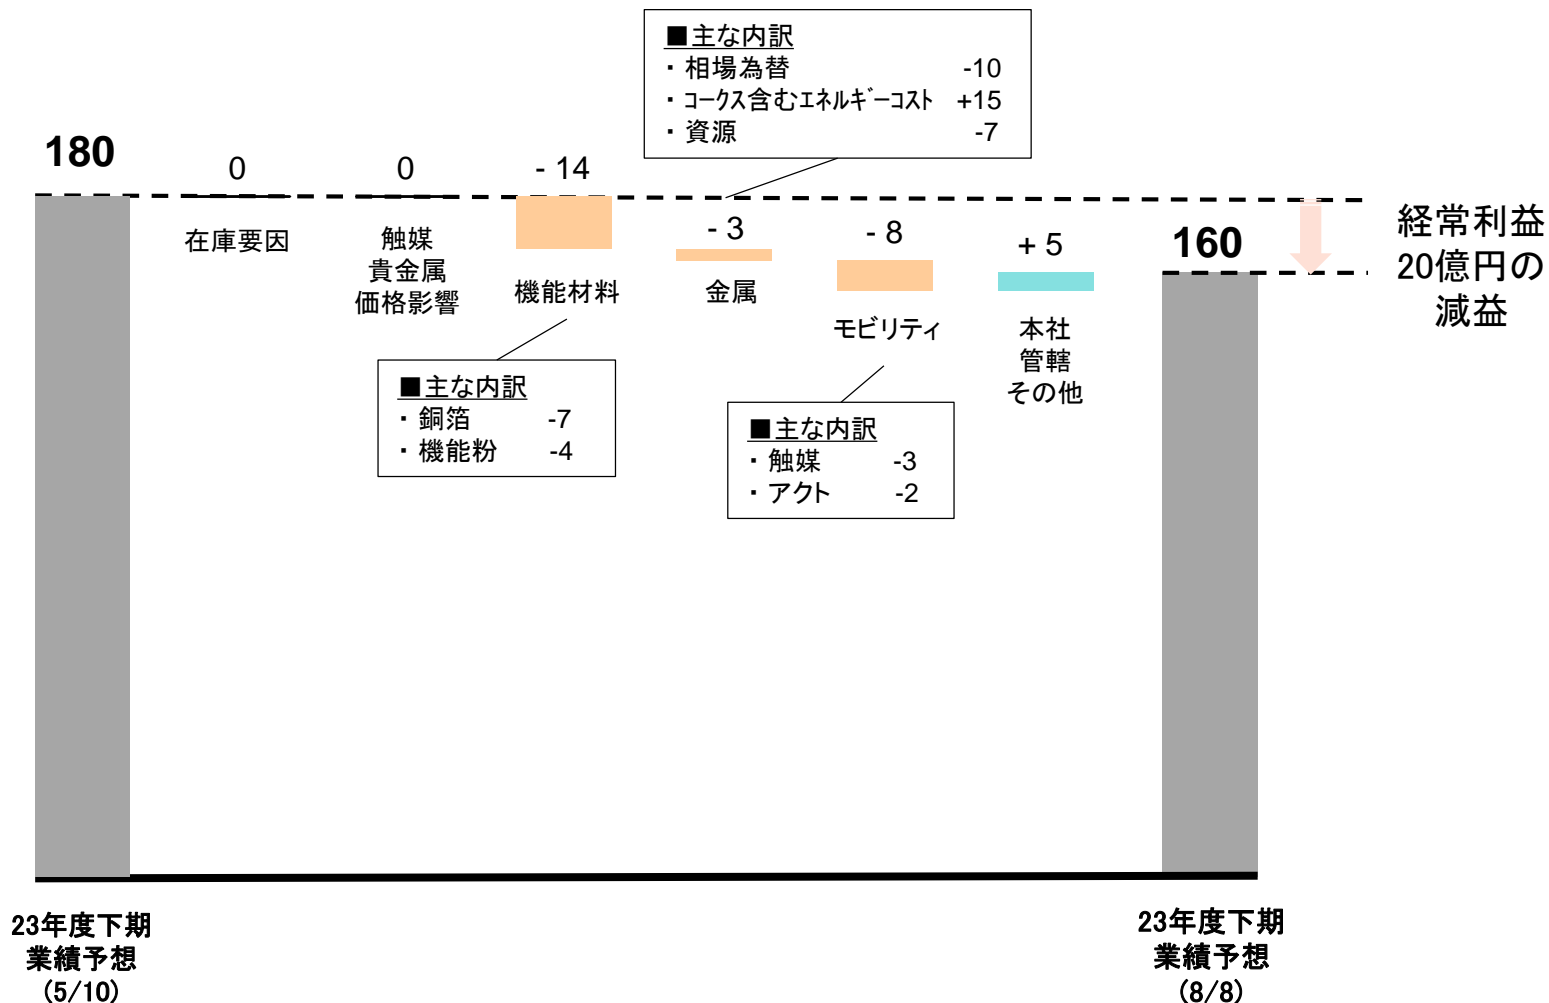 ■主な内訳
・相場為替 -10
・コークス含むエネルギーコスト +15
・資源 -7
180
0
0
- 14
- 3
- 8
+ 5
160
在庫要因
触媒
貴金属
価格影響
機能材料
金属
モビリティ
本社
管轄
その他
経常利益
20億円の
減益
■主な内訳
・銅箔 -7
・機能粉 -4
■主な内訳
・触媒 -3
・アクト -2
23年度下期
業績予想
(5/10)
23年度下期
業績予想
(8/8)